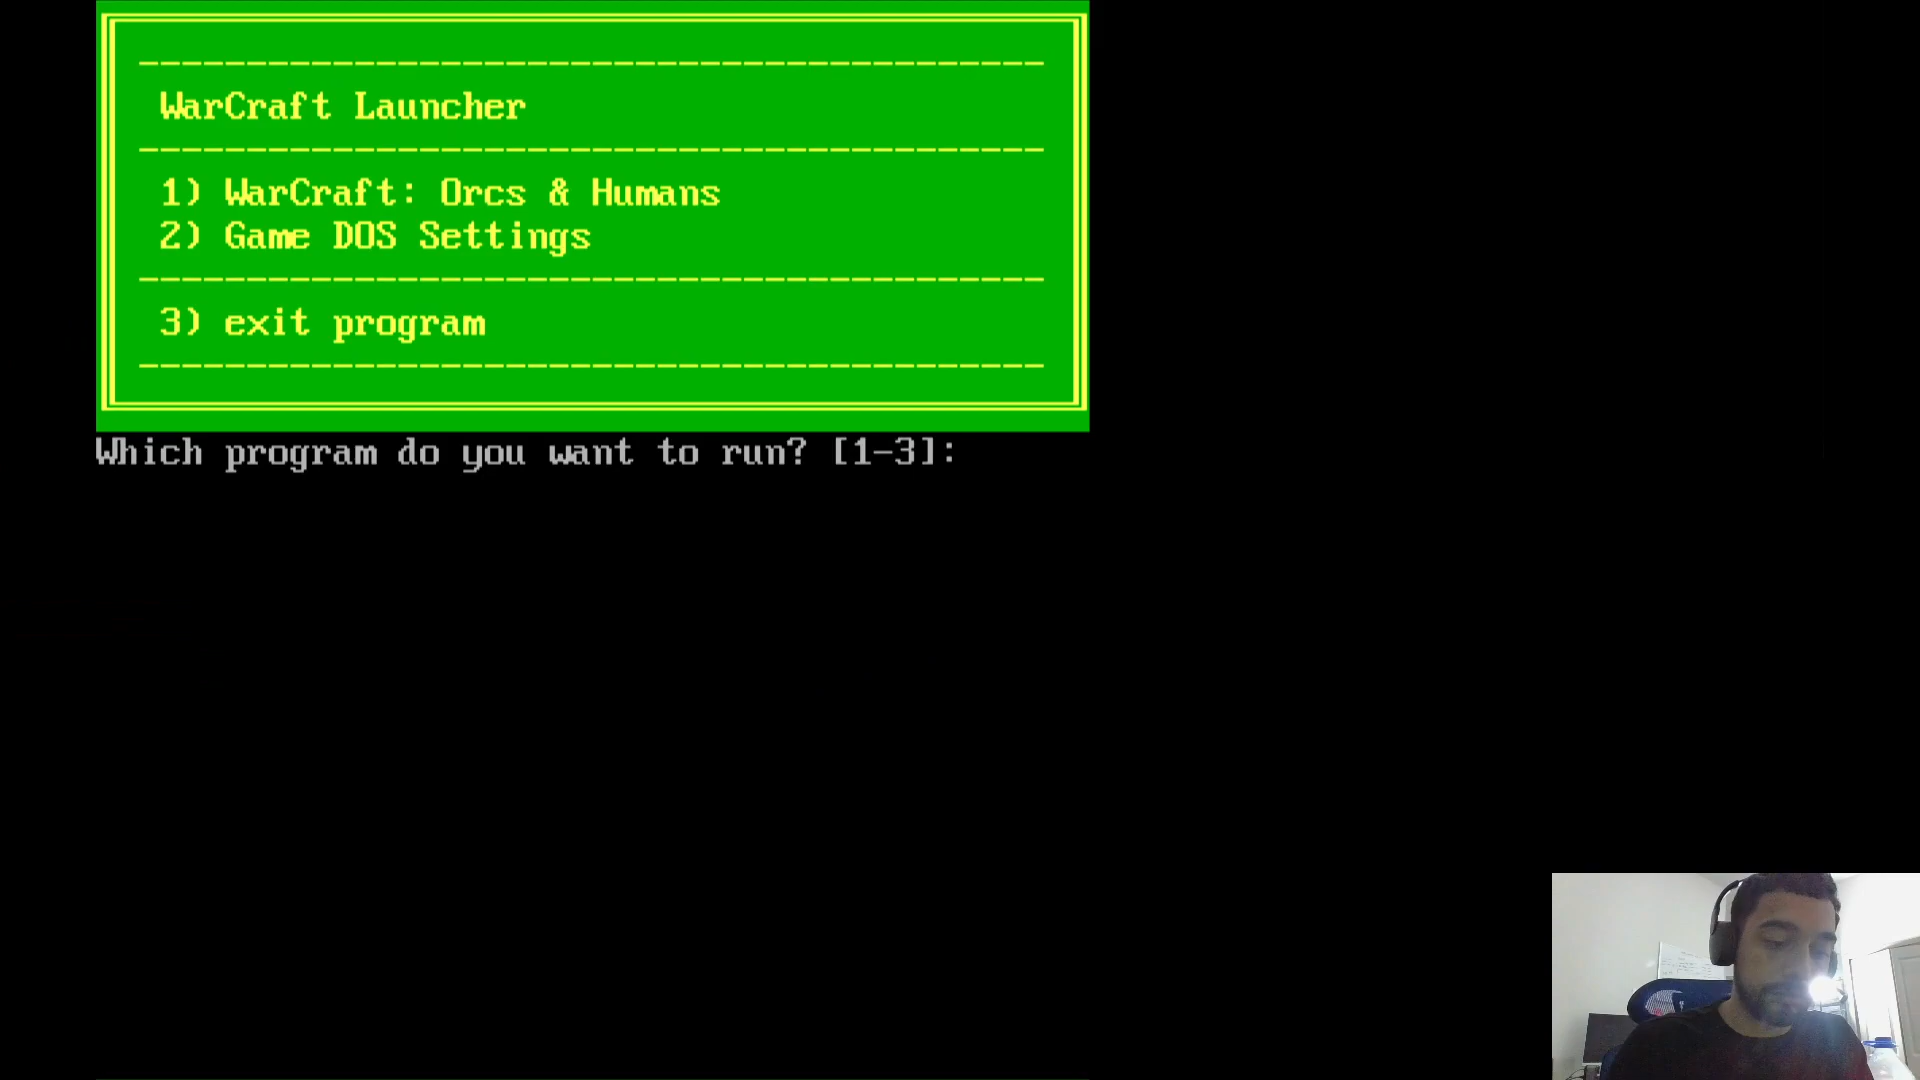 WarCraft Launcher
1) WarCraft: Orcs & Humans
2) Game DOS Settings
3) exit program
Which program do you want to run? [1-3]: